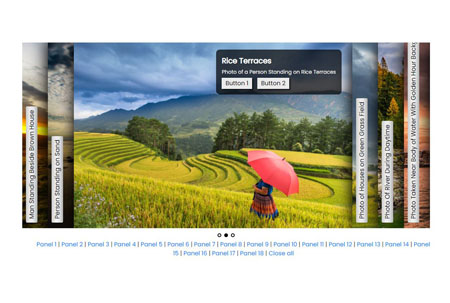 Man Standing Beside Brown House
Person Standing on Sand
Rice Terraces
Photo of a Person Standing on Rice Terraces
Button 1 Button 2
Photo of Houses on Green Grass Field
Photo Of River During Daytime
Photo Taken Near Body of Water With Golden Hour
Panel 1 | Panel 2 | Panel 3 | Panel 4 | Panel 5 | Panel 6 | Panel 7 | Panel 8 | Panel 9 | Panel 10 | Panel 11 | Panel 12 | Panel 13 | Panel 14 | Panel
15 | Panel 16 | Panel 17 | Panel 18 | Close all